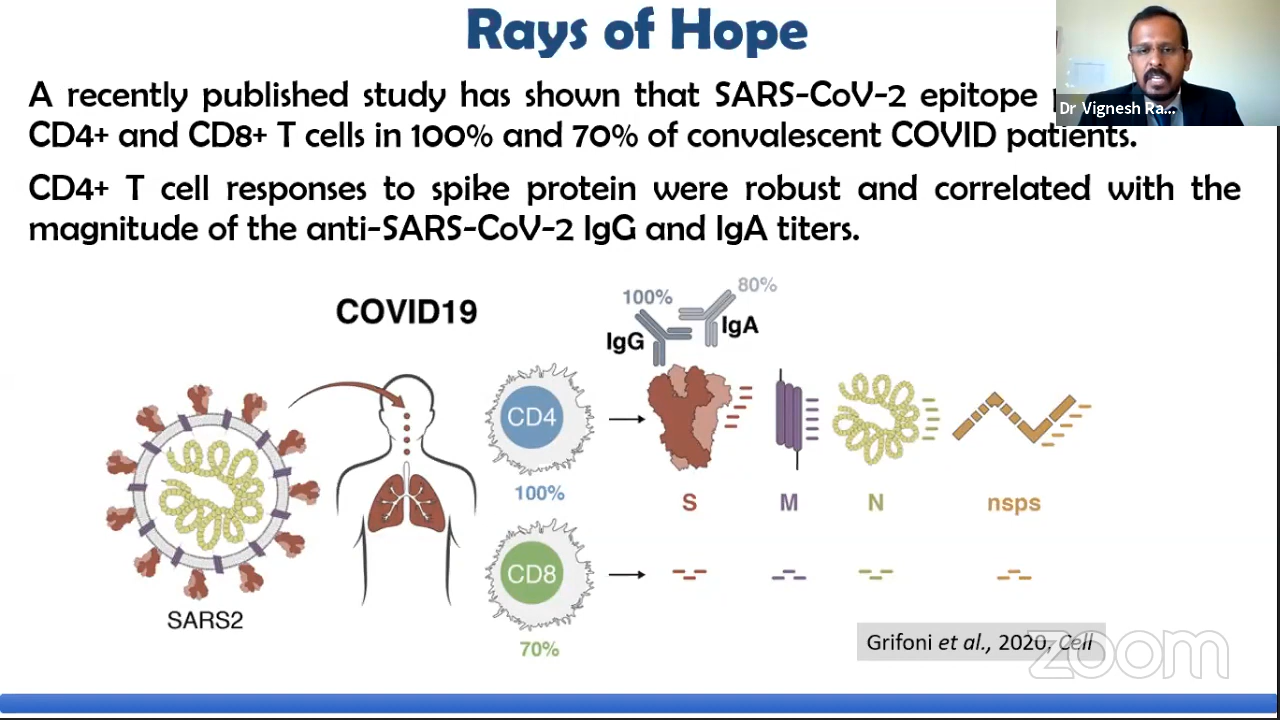 Rays of Hope
A recently published study has shown that SARS-CoV-2 epitope
Dr Vignesh Ra...
CD4+ and CD8+ T cells in 100% and 70% of convalescent COVID patients.
CD4+ T cell responses to spike protein were robust and correlated with the
magnitude of the anti-SARS-CoV-2 IgG and IgA titers.
COVID19
100%
80%
IgG
IgA
CD4
100%
S
M
N
nsps
CD8
70%
SARS2
Grifoni et al., 2020, Cell
zoom